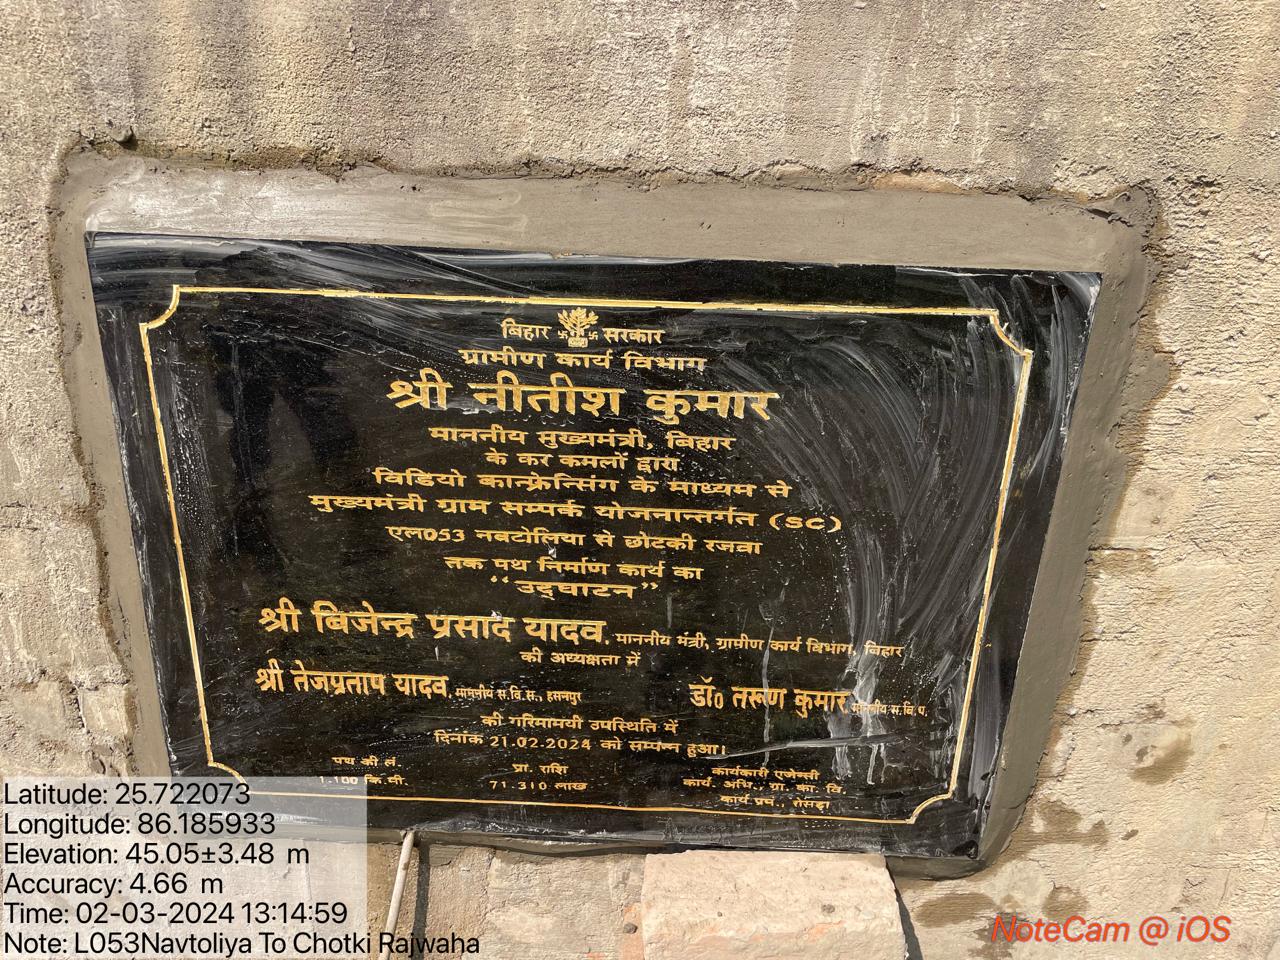 बिहार सरकार
ग्रामीण कार्य विभाग
श्री नीतीश कुमार
माननीय मुख्यमंत्री, बिहार
के कर कमलों द्वारा
विडियो कान्फ्रेन्सिंग के माध्यम से
मुख्यमंत्री ग्राम सम्पर्क योजनान्तर्गत (SC)
एल053 नवटोलिया से छोटकी रजवा
तक पथ निर्माण कार्य का
“उद्घाटन”
श्री बिजेन्द्र प्रसाद यादव, माननीय मंत्री, ग्रामीण कार्य विभाग, बिहार
की अध्यक्षता में
श्री तेजप्रताप यादव, माननीय स.वि.स., हसनपुर डॉ0 तरूण कुमार, माननीय स.वि.प.
की गरिमामयी उपस्थिति में
दिनांक 21.02.2024 को सम्पन्न हुआ।
पथ की लं. प्रा. राशि कार्यकारी एजेन्सी
1.100 कि.मी. 71.310 लाख कार्य. अभि., ग्रा. का. वि.
कार्य प्रमं., रोसड़ा
Latitude: 25.722073
Longitude: 86.185933
Elevation: 45.05±3.48 m
Accuracy: 4.66 m
Time: 02-03-2024 13:14:59
Note: L053Navtoliya To Chotki Rajwaha
NoteCam @ iOS